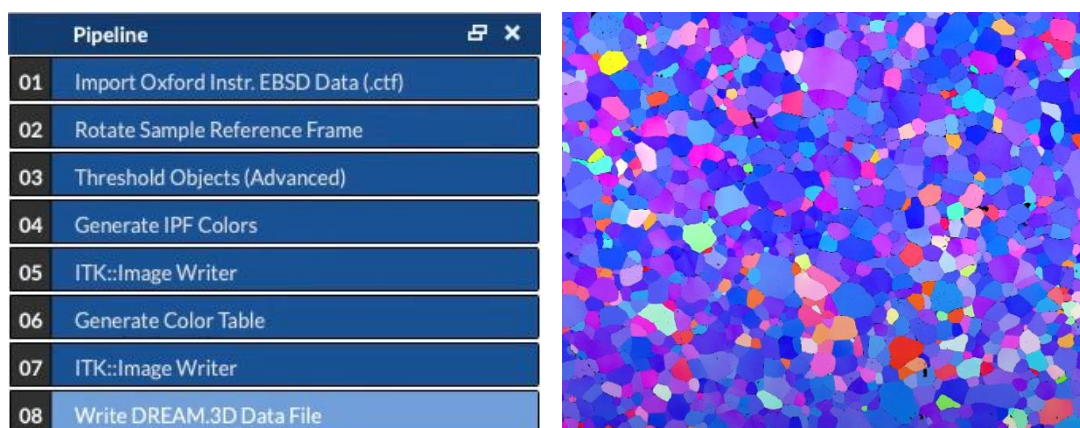 Pipeline
01 Import Oxford Instr. EBSD Data (.ctf)
02 Rotate Sample Reference Frame
03 Threshold Objects (Advanced)
04 Generate IPF Colors
05 ITK::Image Writer
06 Generate Color Table
07 ITK::Image Writer
08 Write DREAM.3D Data File